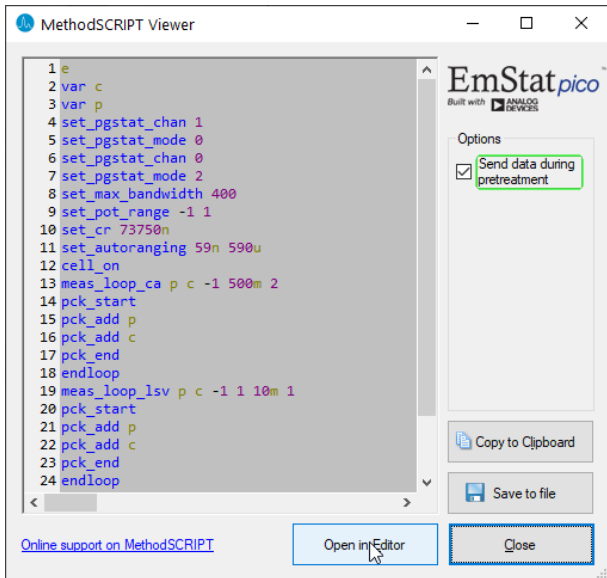 MethodSCRIPT Viewer
1 e
2 var c
3 var p
4 set_pgstat_chan 1
5 set_pgstat_mode 0
6 set_pgstat_chan 0
7 set_pgstat_mode 2
8 set_max_bandwidth 400
9 set_pot_range -1 1
10 set_cr 73750n
11 set_autoranging 59n 590u
12 cell_on
13 meas_loop_ca p c -1 500m 2
14 pck_start
15 pck_add p
16 pck_add c
17 pck_end
18 endloop
19 meas_loop_lsv p c -1 1 10m 1
20 pck_start
21 pck_add p
22 pck_add c
23 pck_end
24 endloop
EmStat pico™
Built with ANALOG
DEVICES
Options
Send data during
pretreatment
Copy to Clipboard
Save to file
Online support on MethodSCRIPT
Open in Editor
Close